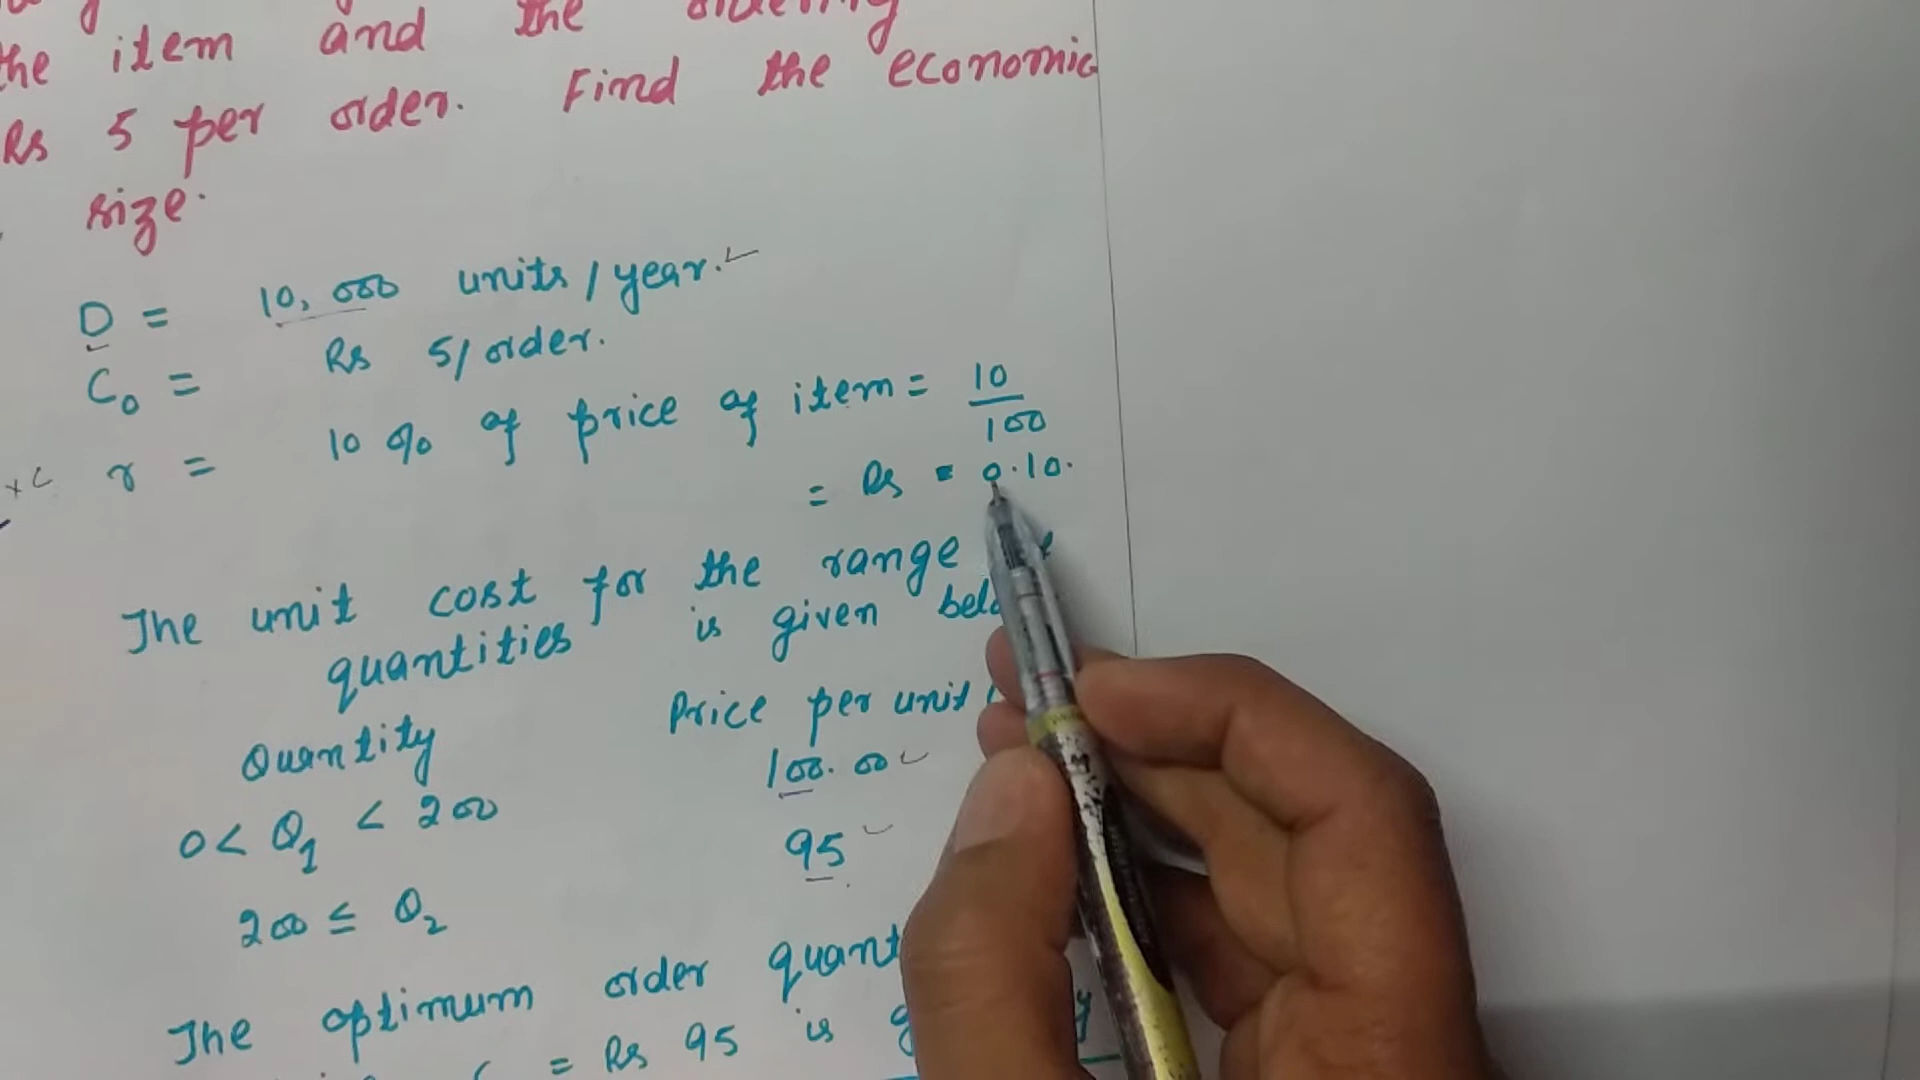 the item and the ordering
Rs 5 per order. Find the economic
size.
D = 10,000 units / year.
C0 = Rs 5/order.
r = 10 % of price of item = 10/100
= Rs = 0.10.
The unit cost for the range
quantities is given
Quantity Price per unit
0 < Q1 < 200 100.00
200 ≤ Q2 95
The optimum order
= Rs 95 is